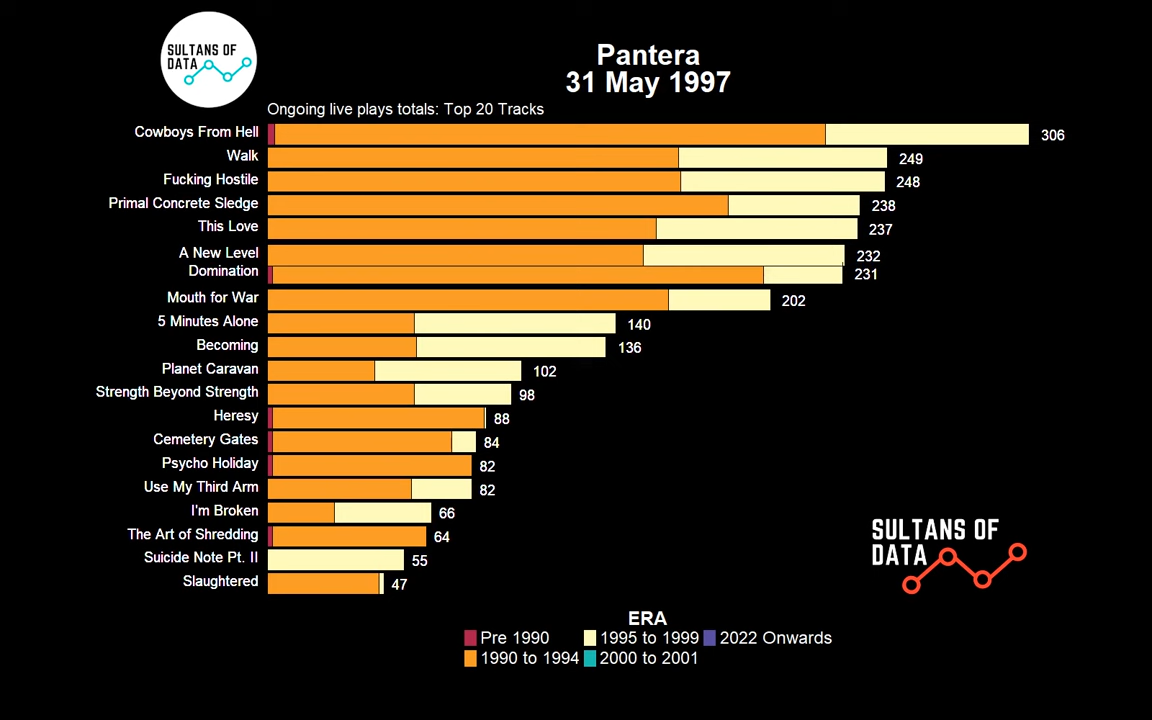 SULTANS OF
DATA
Pantera
31 May 1997
Ongoing live plays totals: Top 20 Tracks
Cowboys From Hell 306
Walk 249
Fucking Hostile 248
Primal Concrete Sledge 238
This Love 237
A New Level 232
Domination 231
Mouth for War 202
5 Minutes Alone 140
Becoming 136
Planet Caravan 102
Strength Beyond Strength 98
Heresy 88
Cemetery Gates 84
Psycho Holiday 82
Use My Third Arm 82
I'm Broken 66
The Art of Shredding 64
Suicide Note Pt. II 55
Slaughtered 47
SULTANS OF
DATA
ERA
Pre 1990 1995 to 1999 2022 Onwards
1990 to 1994 2000 to 2001